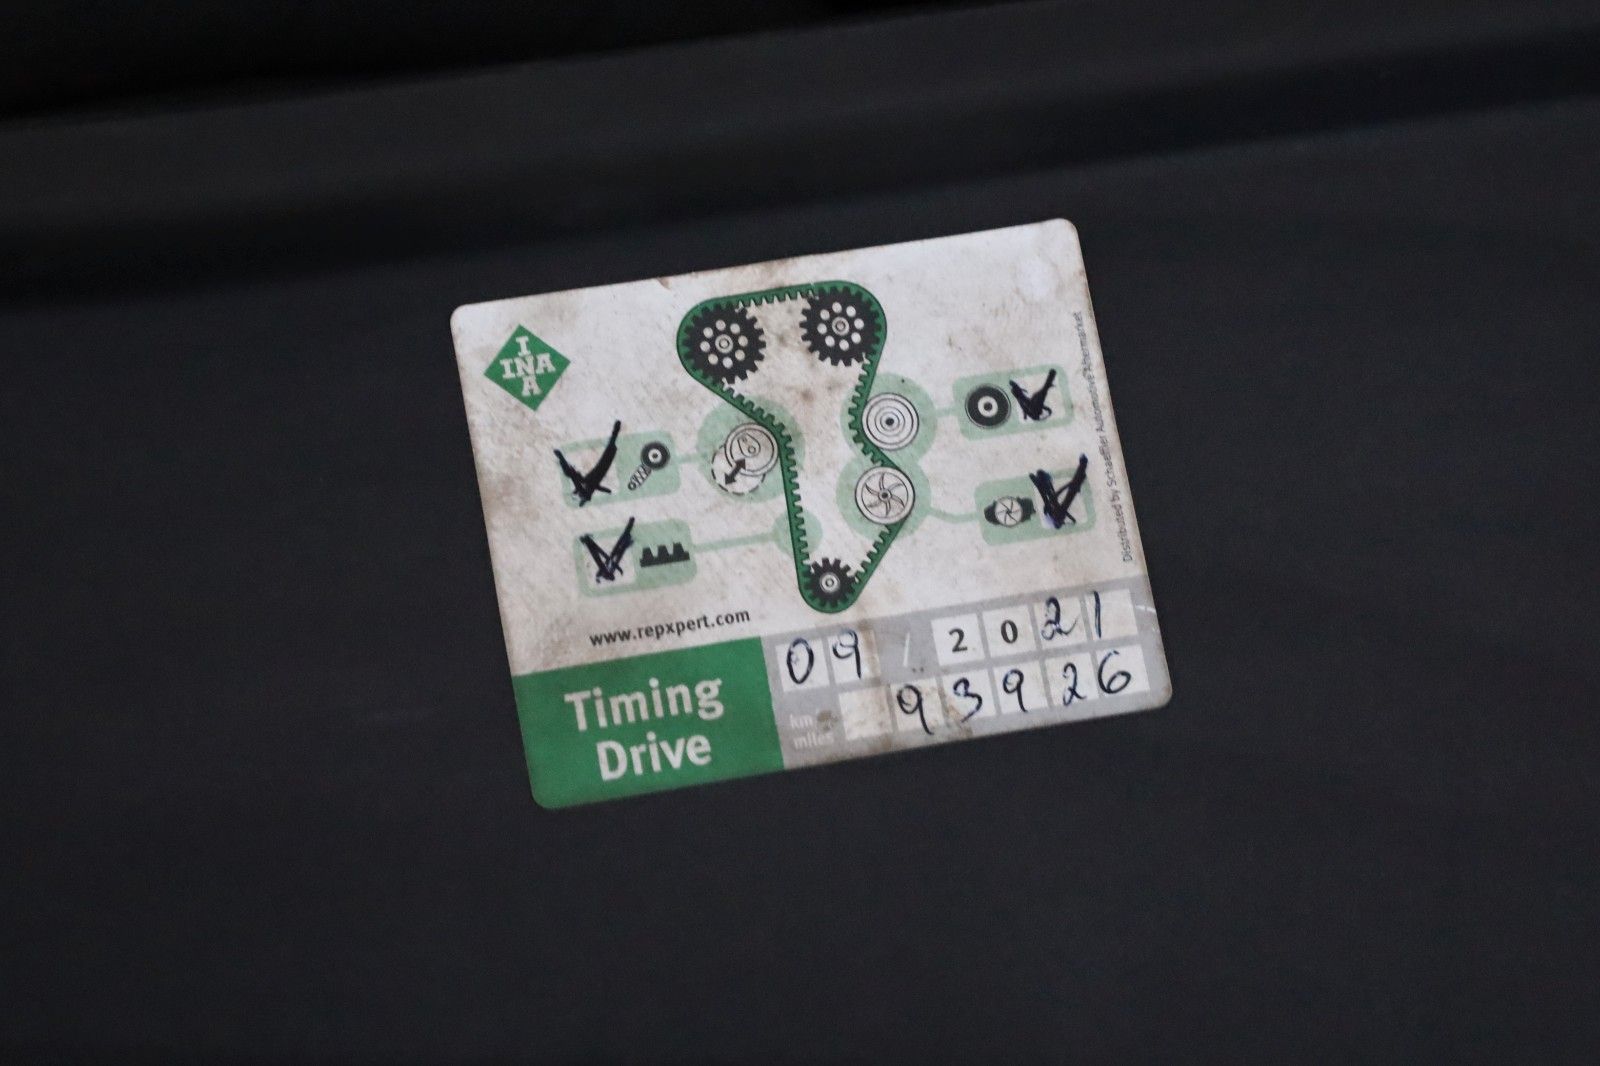 I
INA
A
www.repxpert.com
Timing
Drive
09 / 2021
km
miles
93926
Distributed by Schaeffler Automotive Aftermarket